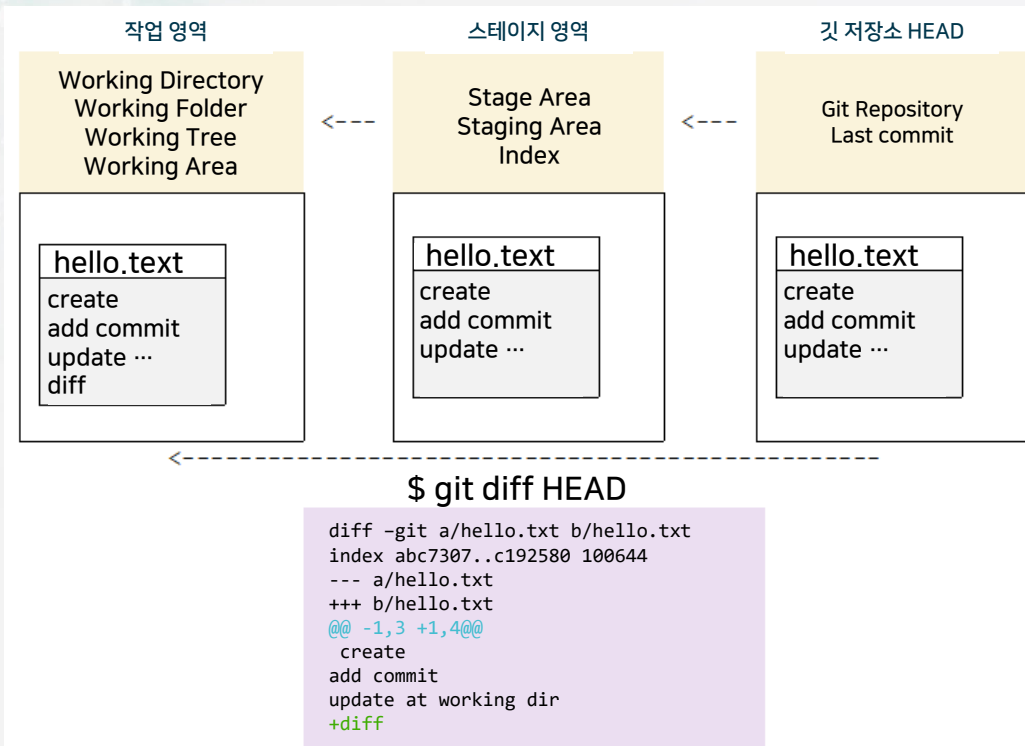 작업 영역
스테이지 영역
깃 저장소 HEAD
Working Directory
Working Folder
Working Tree
Working Area
<---
Stage Area
Staging Area
Index
<---
Git Repository
Last commit
hello.text
create
add commit
update ···
diff
hello.text
create
add commit
update ···
hello.text
create
add commit
update ···
<------------------------------------------------
$ git diff HEAD
diff –git a/hello.txt b/hello.txt
index abc7307..c192580 100644
--- a/hello.txt
+++ b/hello.txt
@@ -1,3 +1,4@@
 create
add commit
update at working dir
+diff